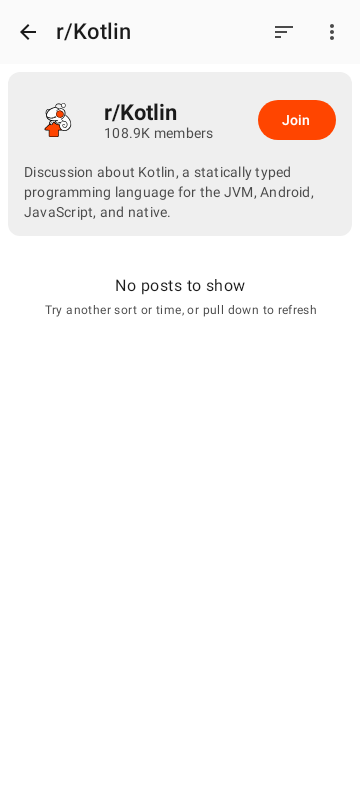 r/Kotlin
r/Kotlin
108.9K members
Join
Discussion about Kotlin, a statically typed
programming language for the JVM, Android,
JavaScript, and native.
No posts to show
Try another sort or time, or pull down to refresh